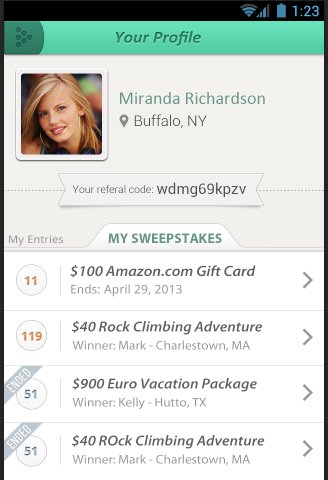 1:23
Your Profile
Miranda Richardson
Buffalo, NY
Your referal code: wdmg69kpzv
My Entries
MY SWEEPSTAKES
11
$100 Amazon.com Gift Card
Ends: April 29, 2013
119
$40 Rock Climbing Adventure
Winner: Mark - Charlestown, MA
ENDED
51
$900 Euro Vacation Package
Winner: Kelly - Hutto, TX
ENDED
51
$40 ROck Climbing Adventure
Winner: Mark - Charlestown, MA